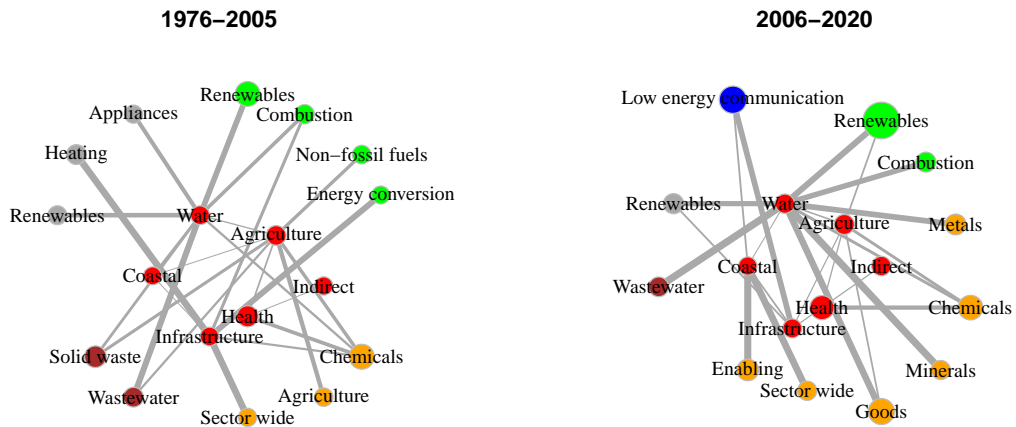 1976–2005
Renewables
Appliances
Combustion
Heating
Non−fossil fuels
Energy conversion
Renewables
Water
Agriculture
Coastal
Indirect
Health
Infrastructure
Solid waste
Chemicals
Wastewater
Agriculture
Sector wide
2006–2020
Low energy communication
Renewables
Combustion
Renewables
Water
Agriculture
Metals
Coastal
Indirect
Wastewater
Health
Chemicals
Infrastructure
Enabling
Minerals
Sector wide
Goods